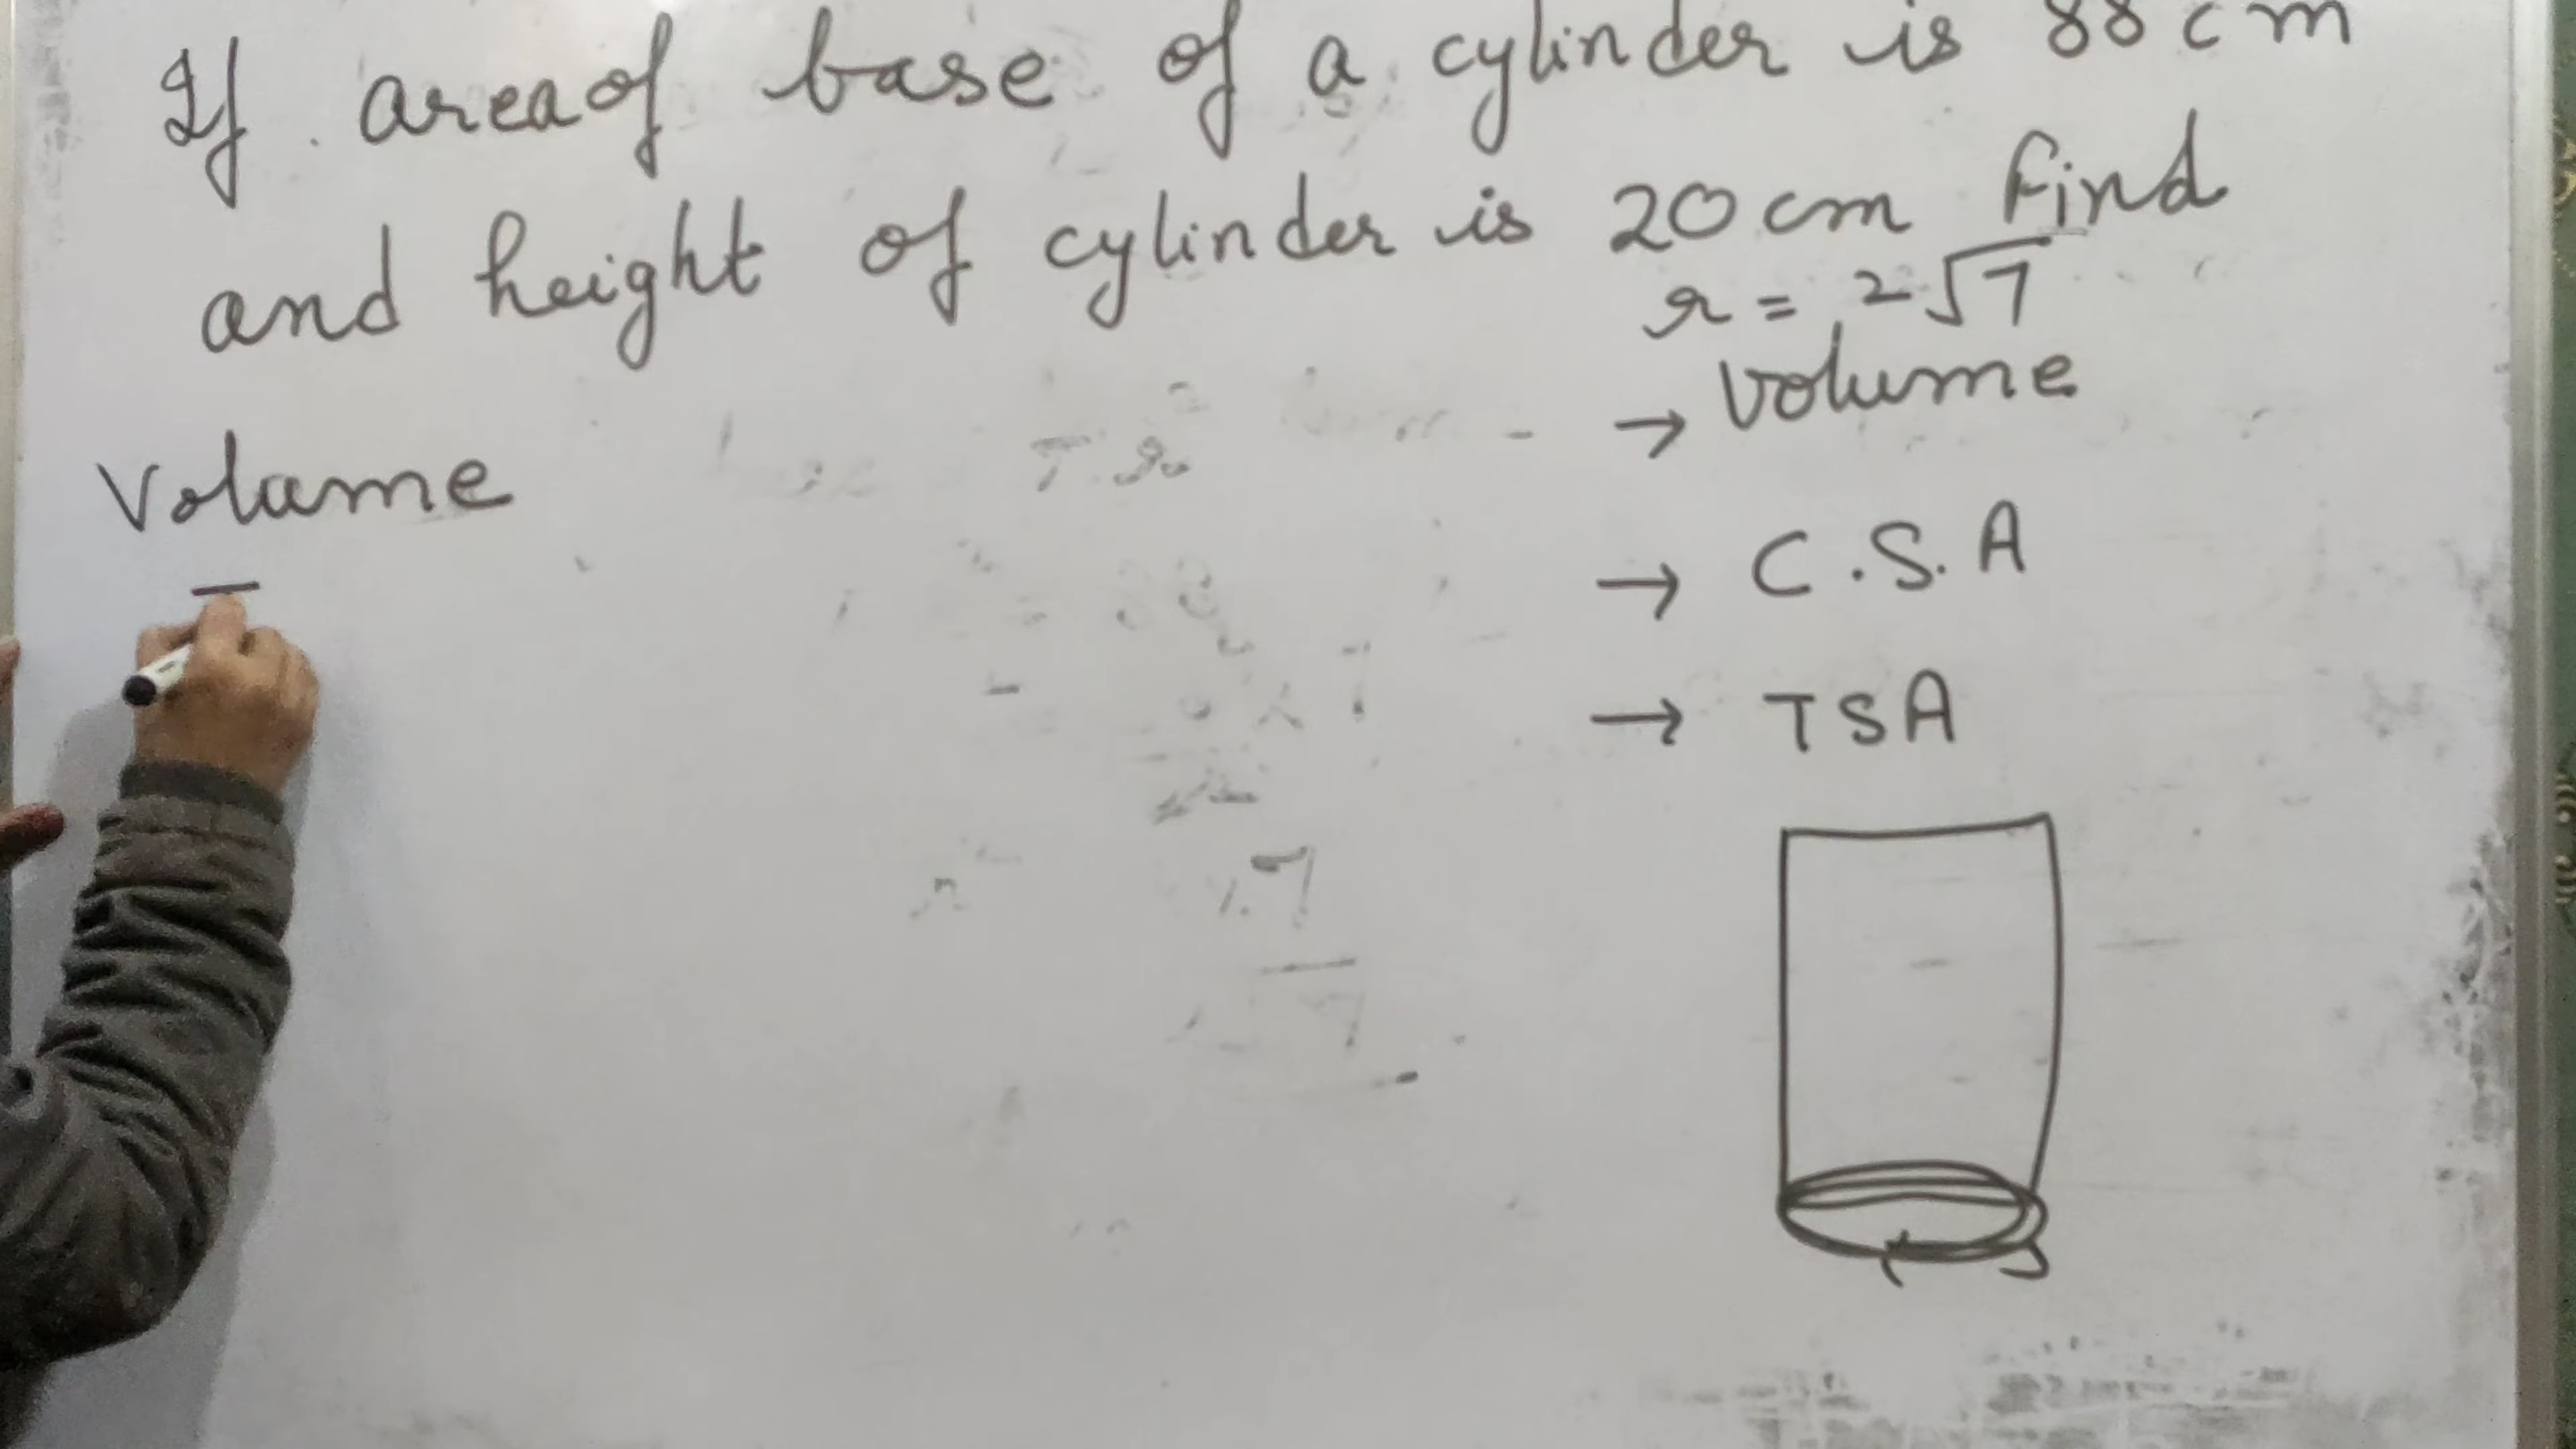 If area of base of a cylinder is 88 cm
and height of cylinder is 20 cm Find
r = 2√7
→ Volume
Volume
→ C.S.A
→ TSA